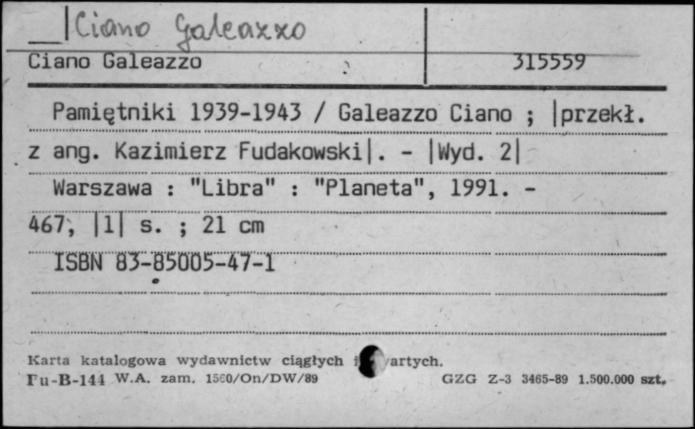 |Ciano Galeazzo
Ciano Galeazzo 315559
Pamiętniki 1939-1943 / Galeazzo Ciano ; |przekł.
z ang. Kazimierz Fudakowski|. - |Wyd. 2|
Warszawa : "Libra" : "Planeta", 1991. -
467, |1| s. ; 21 cm
ISBN 83-85005-47-1
Karta katalogowa wydawnictw ciągłych
Fu-B-144 W.A. zam. 1560/On/DW/89 GZG Z-3 3465-89 1.500.000 szt.